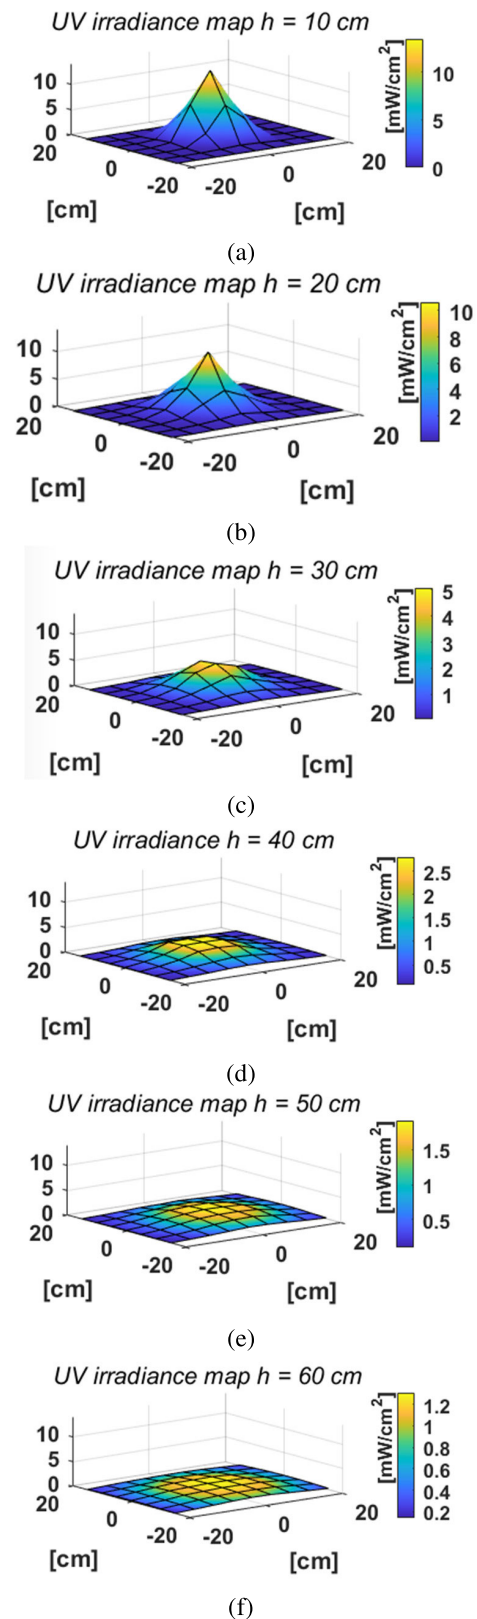 UV irradiance map h = 10 cm
10
5
0
20
0
-20
-20
0
20
[cm]
[cm]
[mW/cm2]
10
5
0
(a)
UV irradiance map h = 20 cm
10
5
0
20
0
-20
-20
0
20
[cm]
[cm]
[mW/cm2]
10
8
6
4
2
(b)
UV irradiance map h = 30 cm
10
5
0
20
0
-20
-20
0
20
[cm]
[cm]
[mW/cm2]
5
4
3
2
1
(c)
UV irradiance h = 40 cm
10
5
0
20
0
-20
-20
0
20
[cm]
[cm]
[mW/cm2]
2.5
2
1.5
1
0.5
(d)
UV irradiance map h = 50 cm
10
5
0
20
0
-20
-20
0
20
[cm]
[cm]
[mW/cm2]
1.5
1
0.5
(e)
UV irradiance map h = 60 cm
10
5
0
20
0
-20
-20
0
20
[cm]
[cm]
[mW/cm2]
1.2
1
0.8
0.6
0.4
0.2
(f)